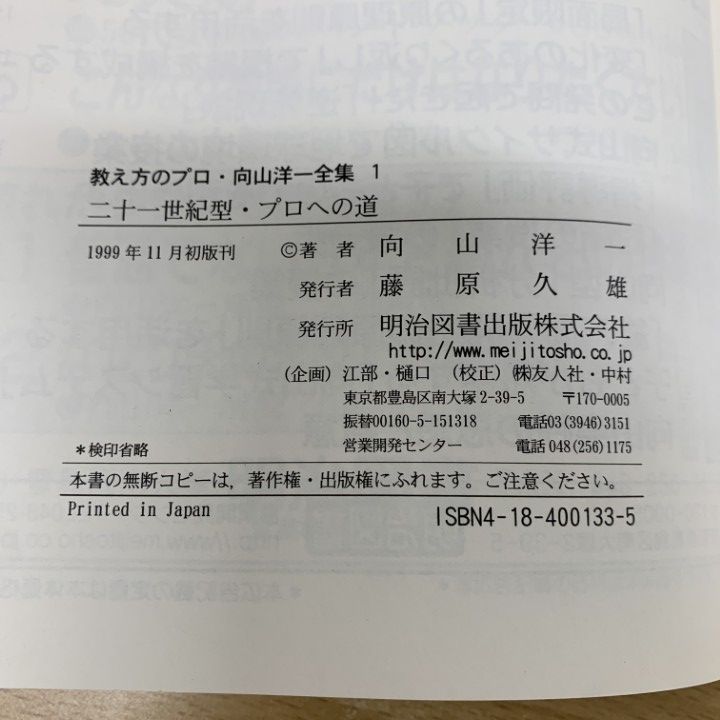 教え方のプロ・向山洋一全集 1
二十一世紀型・プロへの道
1999年11月初版刊 ©著 者 向 山 洋 一
発行者 藤 原 久 雄
発行所 明治図書出版株式会社
http://www.meijitosho.co.jp
(企画)江部・樋口 (校正)㈱友人社・中村
東京都豊島区南大塚2-39-5 〒170-0005
振替00160-5-151318 電話03(3946)3151
*検印省略 営業開発センター 電話048(256)1175
本書の無断コピーは,著作権・出版権にふれます。ご注意ください。
Printed in Japan ISBN4-18-400133-5